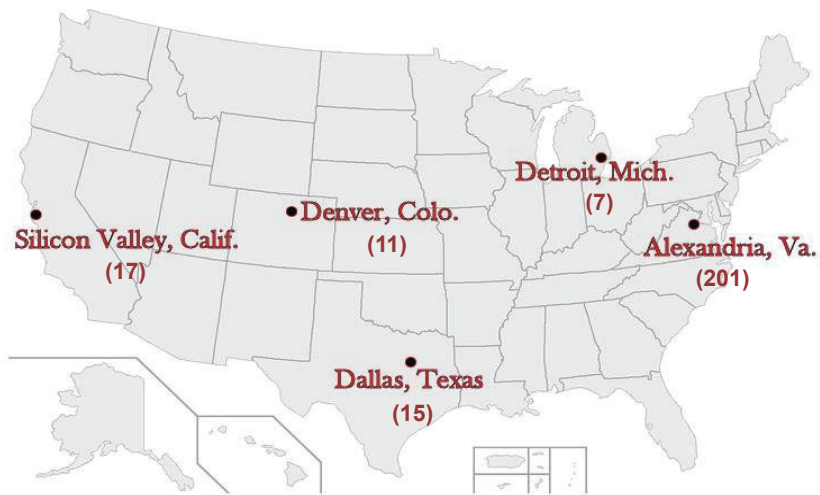 Detroit, Mich.
(7)
Denver, Colo.
(11)
Silicon Valley, Calif.
(17)
Alexandria, Va.
(201)
Dallas, Texas
(15)